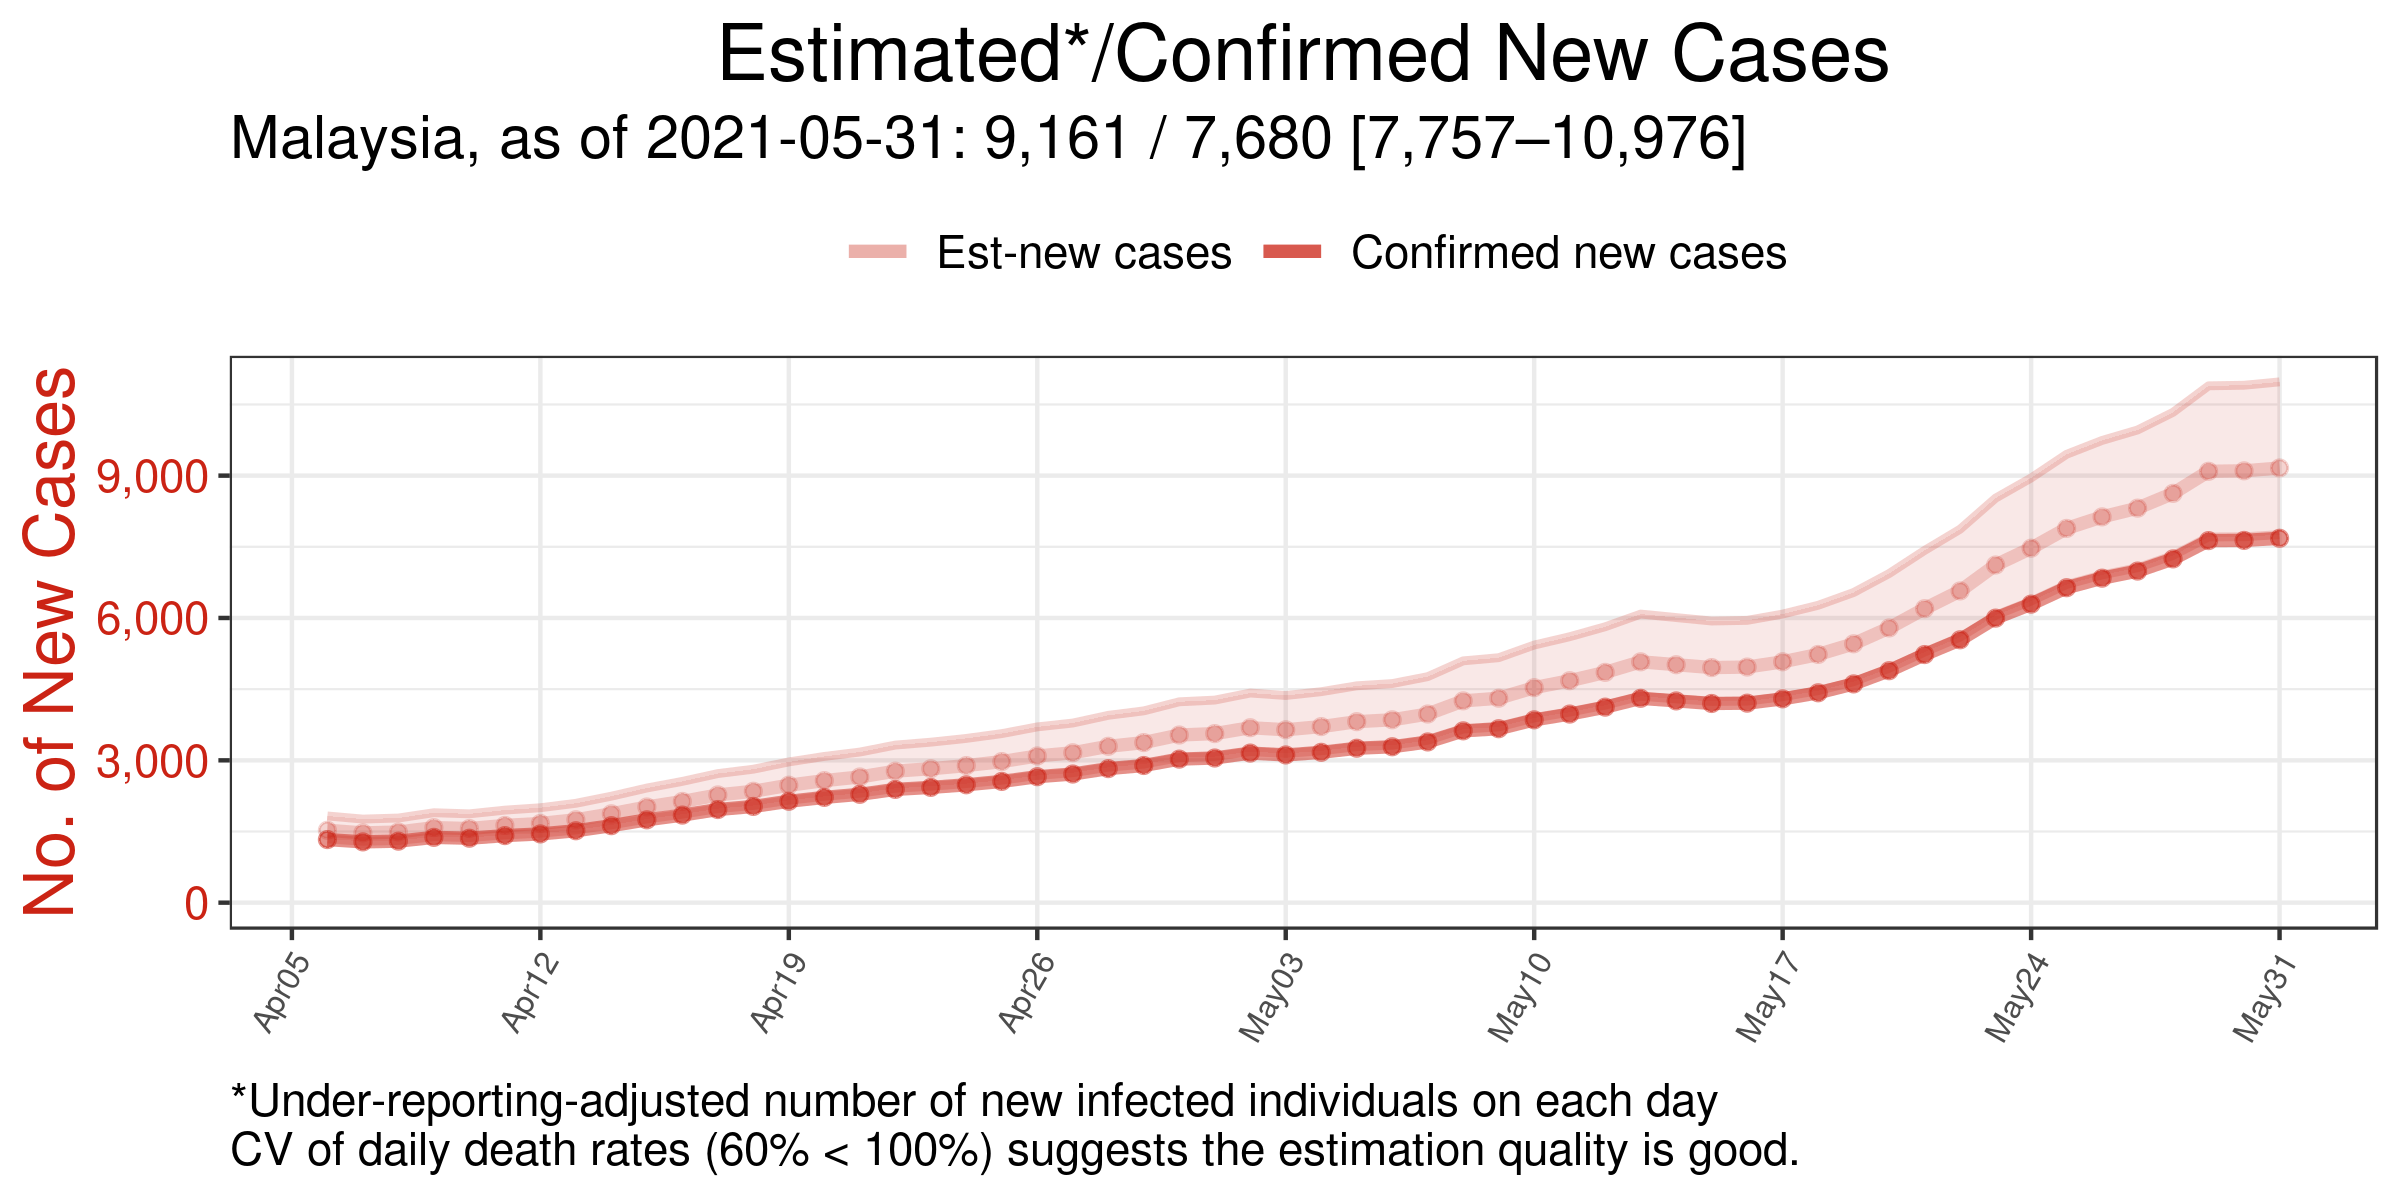 Estimated*/Confirmed New Cases
Malaysia, as of 2021-05-31: 9,161 / 7,680 [7,757–10,976]
Est-new cases
Confirmed new cases
No. of New Cases
9,000
6,000
3,000
0
Apr05
Apr12
Apr19
Apr26
May03
May10
May17
May24
May31
*Under-reporting-adjusted number of new infected individuals on each day
CV of daily death rates (60% < 100%) suggests the estimation quality is good.